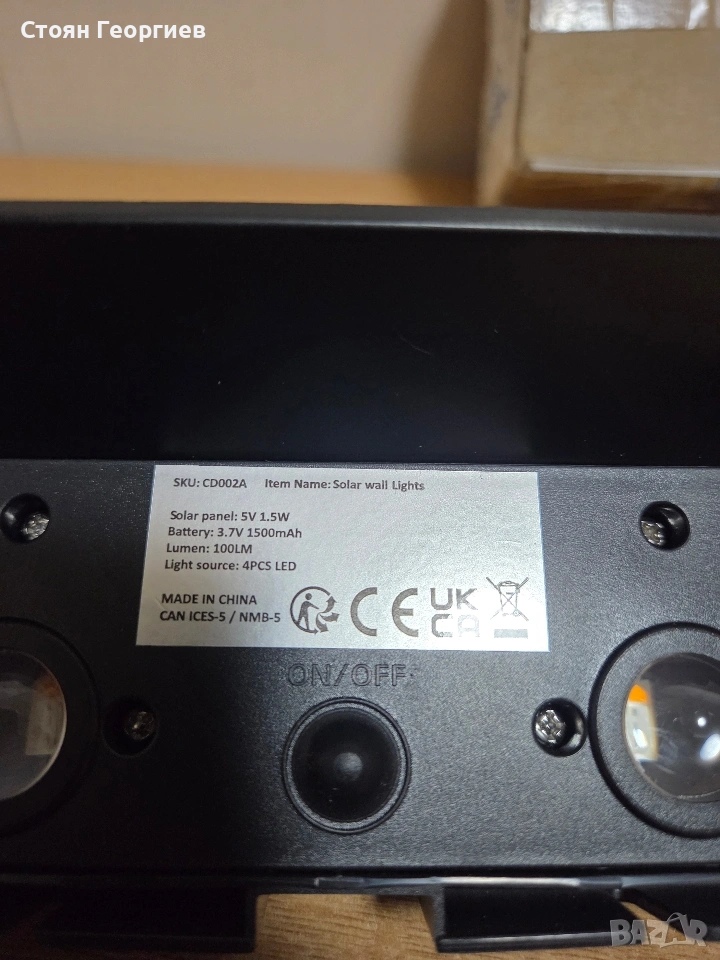 Стоян Георгиев
SKU: CD002A Item Name: Solar wall Lights
Solar panel: 5V 1.5W
Battery: 3.7V 1500mAh
Lumen: 100LM
Light source: 4PCS LED
MADE IN CHINA
CAN ICES-5 / NMB-5
CE
UK
CA
ON/OFF
BAZAR